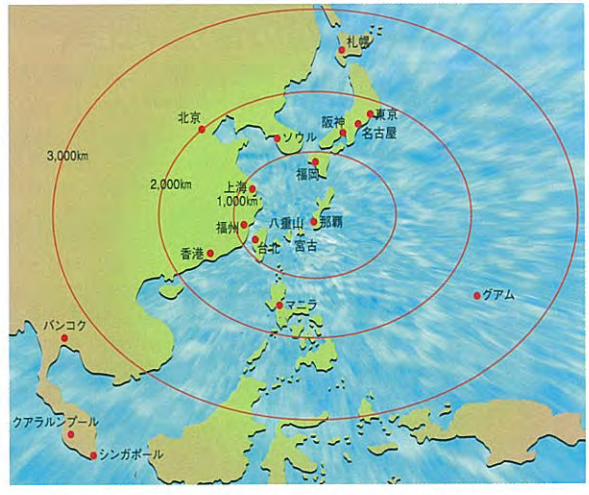 札幌
北京
東京
阪神
名古屋
ソウル
3,000km
福岡
2,000km
上海
1,000km
八重山
那覇
福州
宮古
台北
香港
グアム
マニラ
バンコク
クアラルンプール
シンガポール